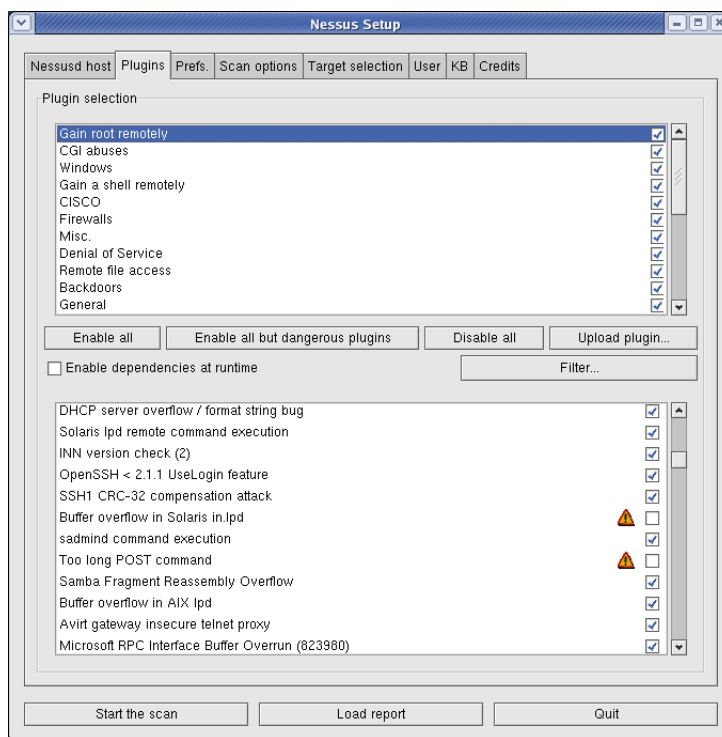 Nessus Setup
Nessusd host Plugins Prefs. Scan options Target selection User KB Credits
Plugin selection
Gain root remotely
CGI abuses
Windows
Gain a shell remotely
CISCO
Firewalls
Misc.
Denial of Service
Remote file access
Backdoors
General
Enable all Enable all but dangerous plugins Disable all Upload plugin...
Enable dependencies at runtime Filter...
DHCP server overflow / format string bug
Solaris lpd remote command execution
INN version check (2)
OpenSSH < 2.1.1 UseLogin feature
SSH1 CRC-32 compensation attack
Buffer overflow in Solaris in.lpd
sadmind command execution
Too long POST command
Samba Fragment Reassembly Overflow
Buffer overflow in AIX lpd
Avirt gateway insecure telnet proxy
Microsoft RPC Interface Buffer Overrun (823980)
Start the scan Load report Quit